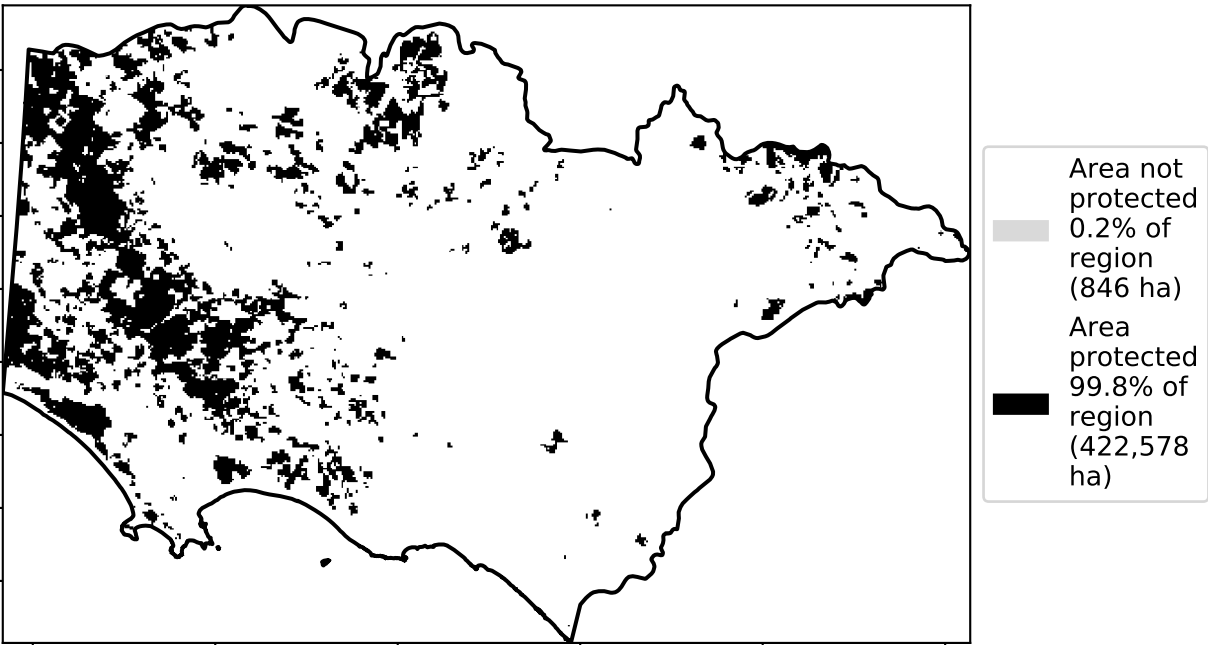 Area not
protected
0.2% of
region
(846 ha)
Area
protected
99.8% of
region
(422,578
ha)